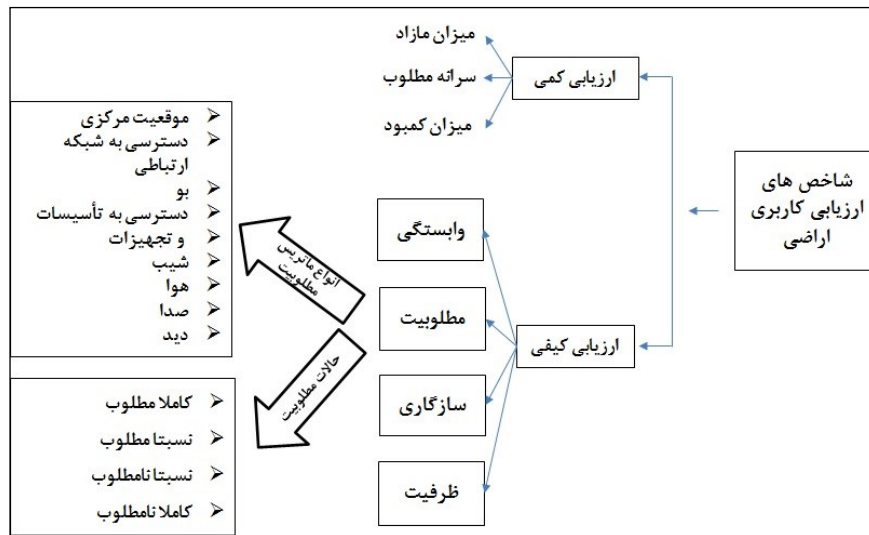 شاخص های
ارزیابی کاربری
اراضی
ارزیابی کمی
میزان مازاد
سرانه مطلوب
میزان کمبود
ارزیابی کیفی
وابستگی
مطلوبیت
سازگاری
ظرفیت
انواع ماتریس
مطلوبیت
موقعیت مرکزی
دسترسی به شبکه
ارتباطی
بو
دسترسی به تأسیسات
و تجهیزات
شیب
هوا
صدا
دید
حالات مطلوبیت
کاملا مطلوب
نسبتا مطلوب
نسبتا نامطلوب
کاملا نامطلوب